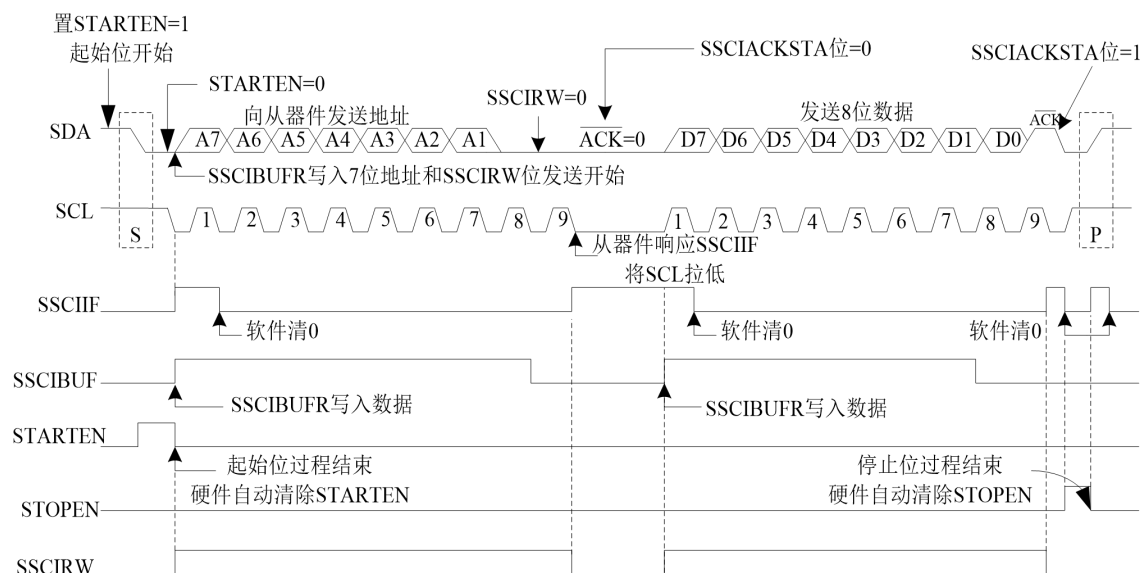 置STARTEN=1
起始位开始
SSCIACKSTA位=0
SSCIACKSTA位=1
STARTEN=0
SSCIRW=0
向从器件发送地址
发送8位数据
SDA
A7 A6 A5 A4 A3 A2 A1
ACK=0
D7 D6 D5 D4 D3 D2 D1 D0
ACK
SSCIBUFR写入7位地址和SSCIRW位发送开始
SCL
S
1 2 3 4 5 6 7 8 9
1 2 3 4 5 6 7 8 9
P
从器件响应SSCIIF
将SCL拉低
SSCIIF
软件清0
软件清0
软件清0
SSCIBUF
SSCIBUFR写入数据
SSCIBUFR写入数据
STARTEN
起始位过程结束
硬件自动清除STARTEN
停止位过程结束
硬件自动清除STOPEN
STOPEN
SSCIRW